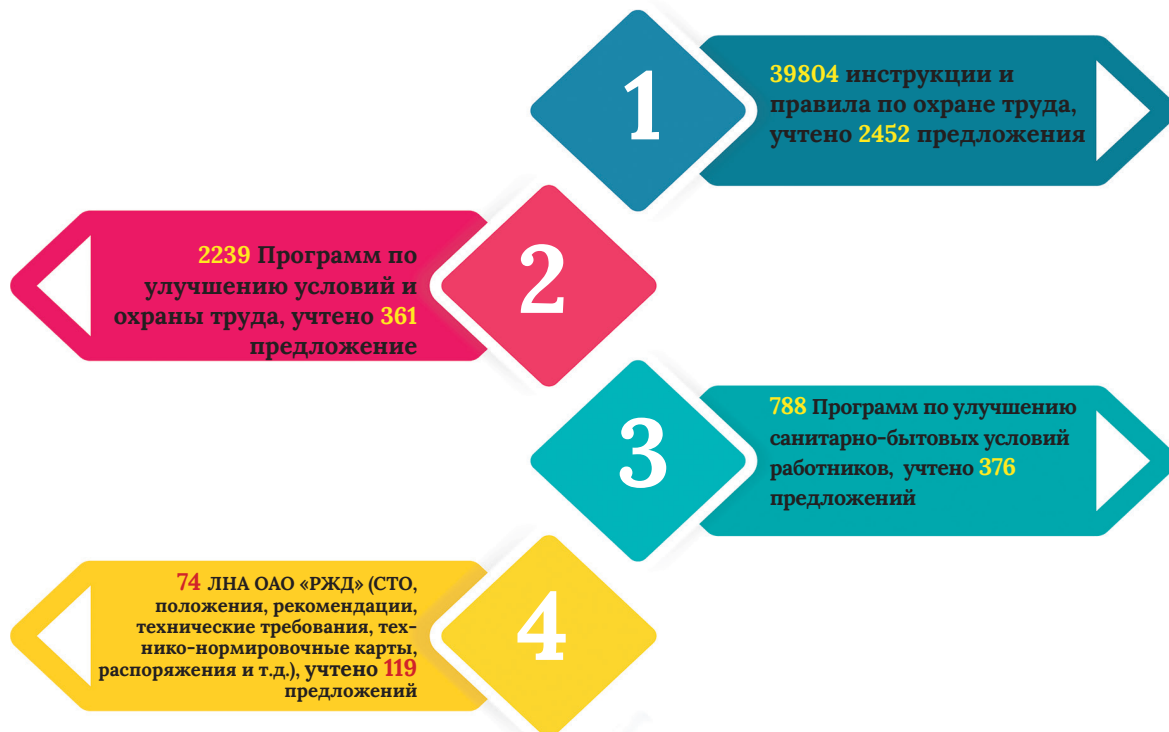 1
39804 инструкции и
правила по охране труда,
учтено 2452 предложения
2239 Программ по
улучшению условий и
охраны труда, учтено 361
предложение
2
3
788 Программ по улучшению
санитарно-бытовых условий
работников, учтено 376
предложений
74 ЛНА ОАО «РЖД» (СТО,
положения, рекомендации,
технические требования, тех-
нико-нормировочные карты,
распоряжения и т.д.), учтено 119
предложений
4